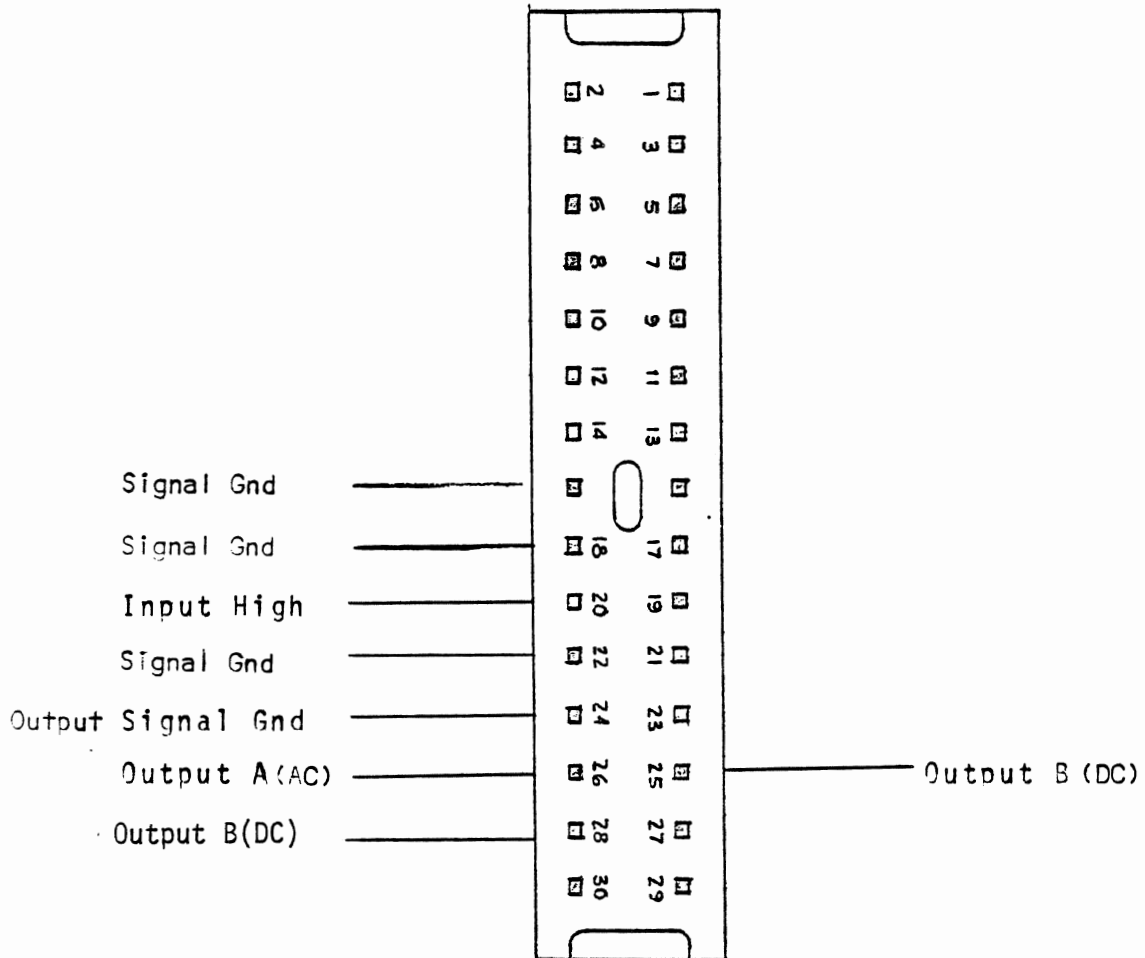 2 1
4 3
6 5
8 7
10 9
12 11
14 13
Signal Gnd
Signal Gnd 18 17
Input High 20 19
Signal Gnd 22 21
Output Signal Gnd 24 23
Output A (AC) 26 25 Output B (DC)
Output B(DC) 28 27
30 29